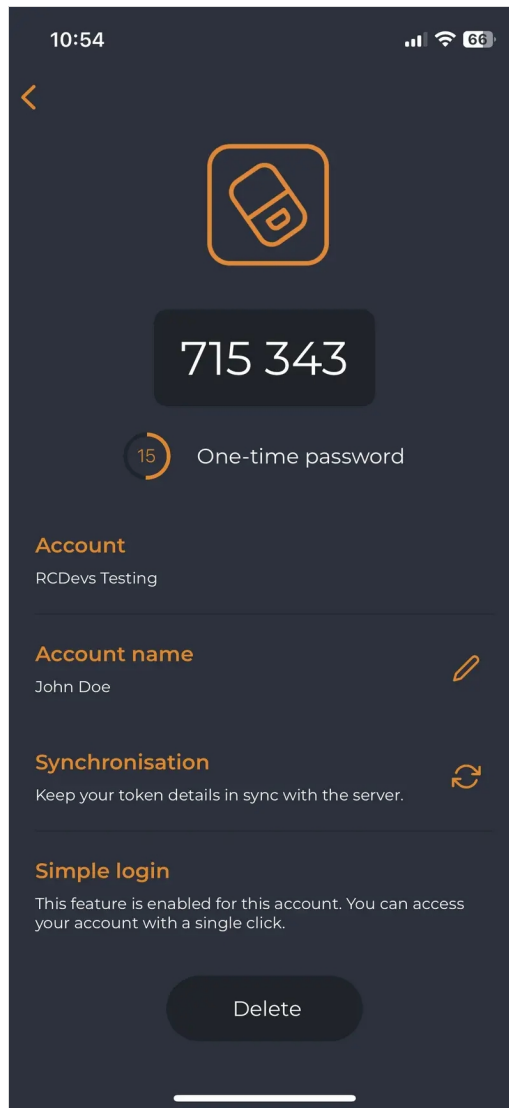 10:54
66
715 343
15
One-time password
Account
RCDevs Testing
Account name
John Doe
Synchronisation
Keep your token details in sync with the server.
Simple login
This feature is enabled for this account. You can access
your account with a single click.
Delete